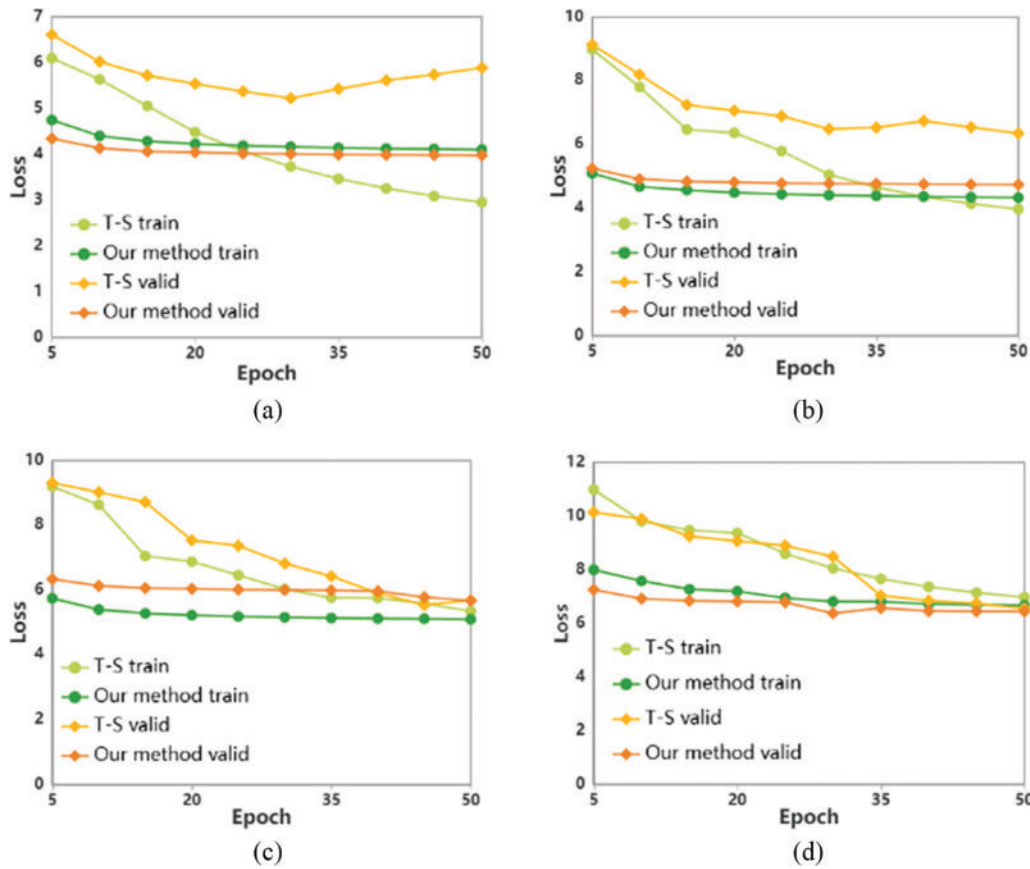 7
6
5
4
3
2
1
0
Loss
T-S train
Our method train
T-S valid
Our method valid
5 20 35 50
Epoch
(a)
10
8
6
4
2
0
Loss
T-S train
Our method train
T-S valid
Our method valid
5 20 35 50
Epoch
(b)
10
8
6
4
2
0
Loss
T-S train
Our method train
T-S valid
Our method valid
5 20 35 50
Epoch
(c)
12
10
8
6
4
2
0
Loss
T-S train
Our method train
T-S valid
Our method valid
5 20 35 50
Epoch
(d)